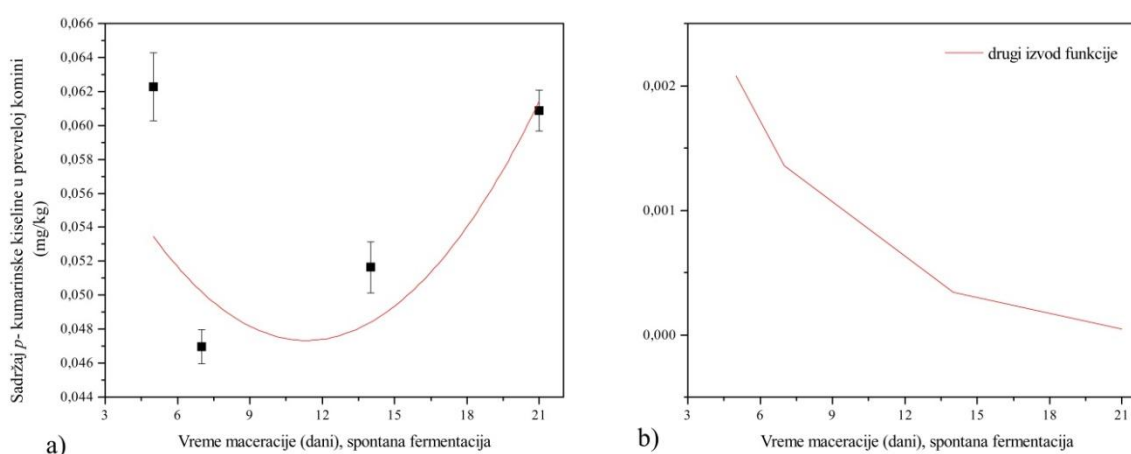 Sadržaj p- kumarinske kiseline u prevreloj komini
(mg/kg)
0,066
0,064
0,062
0,060
0,058
0,056
0,054
0,052
0,050
0,048
0,046
0,044
3 6 9 12 15 18 21
Vreme maceracije (dani), spontana fermentacija
a)
drugi izvod funkcije
0,002
0,001
0,000
3 6 9 12 15 18 21
Vreme maceracije (dani), spontana fermentacija
b)